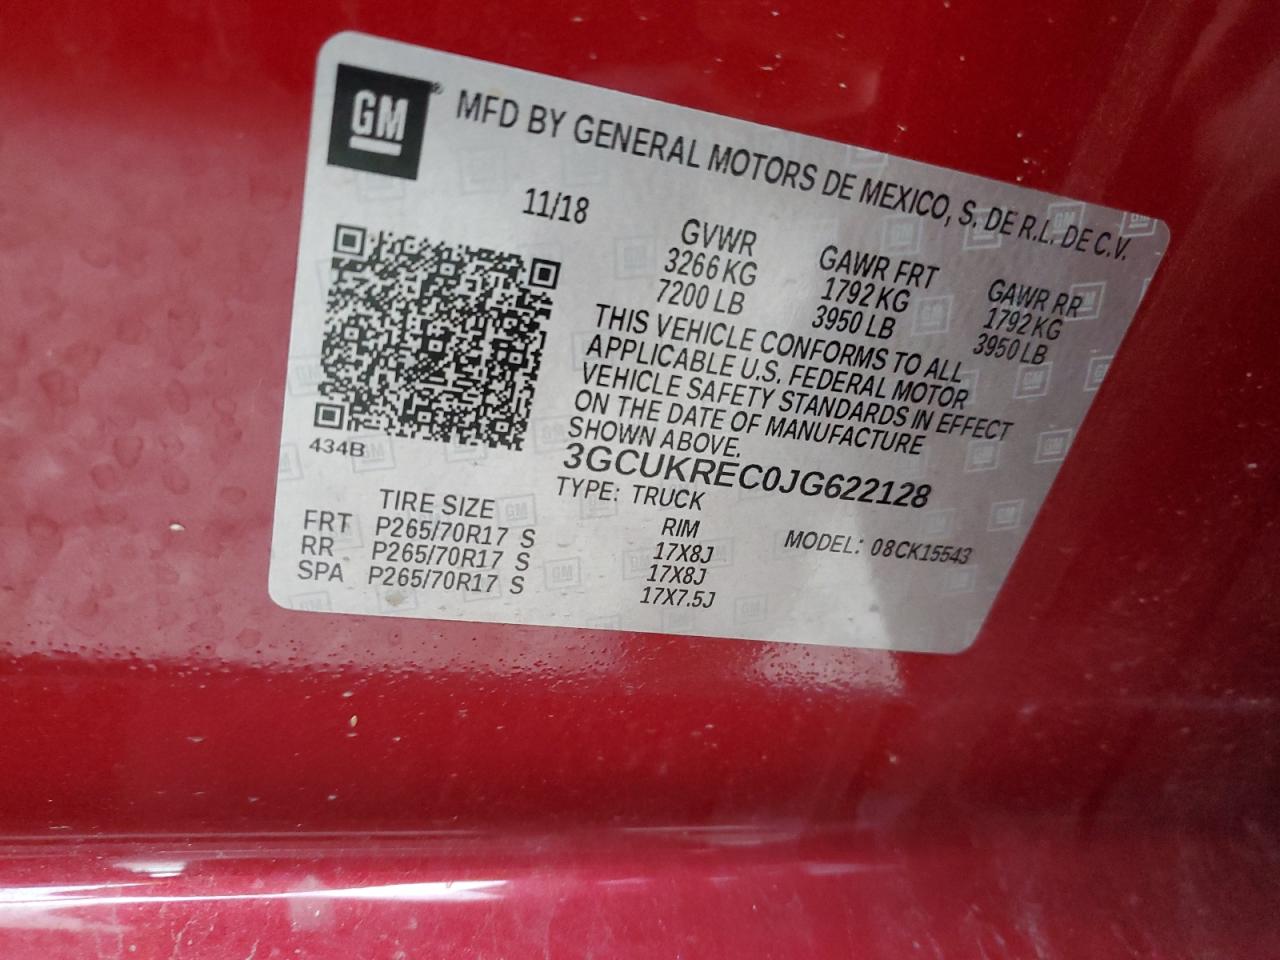 GM® MFD BY GENERAL MOTORS DE MEXICO, S. DE R.L. DE C.V.
11/18
GVWR GAWR FRT GAWR RR
3266 KG 1792 KG 1792 KG
7200 LB 3950 LB 3950 LB
THIS VEHICLE CONFORMS TO ALL
APPLICABLE U.S. FEDERAL MOTOR
VEHICLE SAFETY STANDARDS IN EFFECT
ON THE DATE OF MANUFACTURE
SHOWN ABOVE.
434B
3GCUKREC0JG622128
TYPE: TRUCK MODEL: 08CK15543
TIRE SIZE RIM
FRT P265/70R17 S 17X8J
RR P265/70R17 S 17X8J
SPA P265/70R17 S 17X7.5J